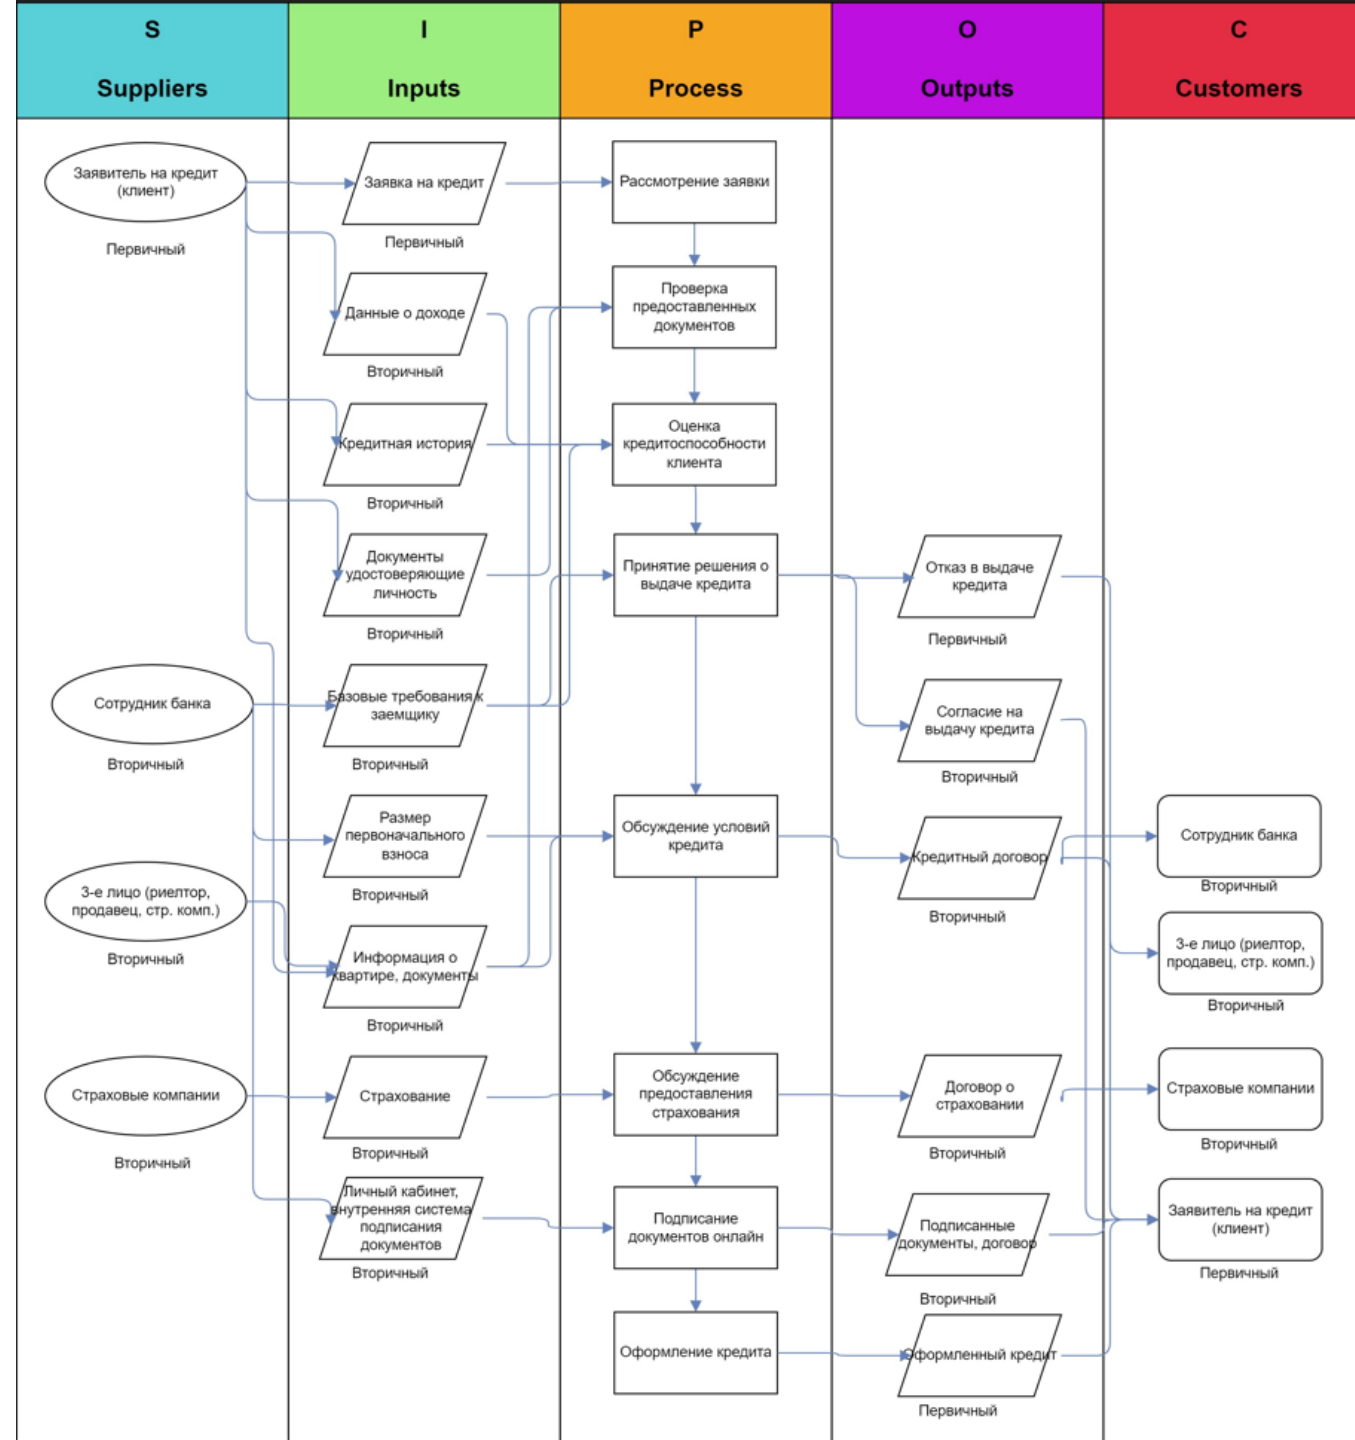 S
Suppliers
I
Inputs
P
Process
O
Outputs
C
Customers
Заявитель на кредит
(клиент)
Первичный
Сотрудник банка
Вторичный
3-е лицо (риелтор,
продавец, стр. комп.)
Вторичный
Страховые компании
Вторичный
Заявка на кредит
Первичный
Данные о доходе
Вторичный
Кредитная история
Вторичный
Документы
удостоверяющие
личность
Вторичный
Базовые требования к
заемщику
Вторичный
Размер
первоначального
взноса
Вторичный
Информация о
квартире, документы
Вторичный
Страхование
Вторичный
Личный кабинет,
внутренняя система
подписания
документов
Вторичный
Рассмотрение заявки
Проверка
предоставленных
документов
Оценка
кредитоспособности
клиента
Принятие решения о
выдаче кредита
Обсуждение условий
кредита
Обсуждение
предоставления
страхования
Подписание
документов онлайн
Оформление кредита
Отказ в выдаче
кредита
Первичный
Согласие на
выдачу кредита
Вторичный
Кредитный договор
Вторичный
Договор о
страховании
Вторичный
Подписанные
документы, договор
Вторичный
Оформленный кредит
Первичный
Сотрудник банка
Вторичный
3-е лицо (риелтор,
продавец, стр. комп.)
Вторичный
Страховые компании
Вторичный
Заявитель на кредит
(клиент)
Первичный